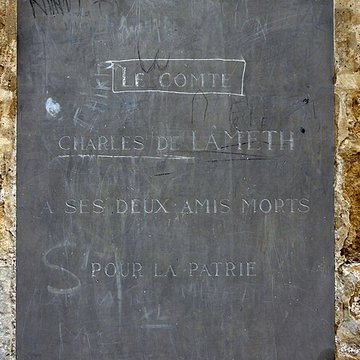 LE COMTE
CHARLES DE LAMETH
A SES DEUX AMIS MORTS
POUR LA PATRIE